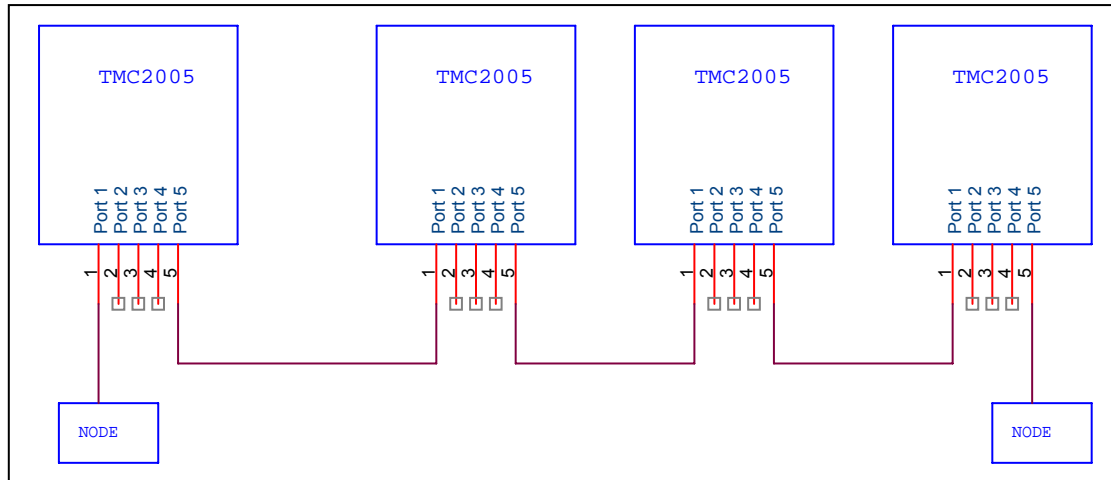 TMC2005 TMC2005 TMC2005 TMC2005
Port 1 Port 2 Port 3 Port 4 Port 5 Port 1 Port 2 Port 3 Port 4 Port 5 Port 1 Port 2 Port 3 Port 4 Port 5 Port 1 Port 2 Port 3 Port 4 Port 5
1 2 3 4 5 1 2 3 4 5 1 2 3 4 5 1 2 3 4 5
NODE NODE